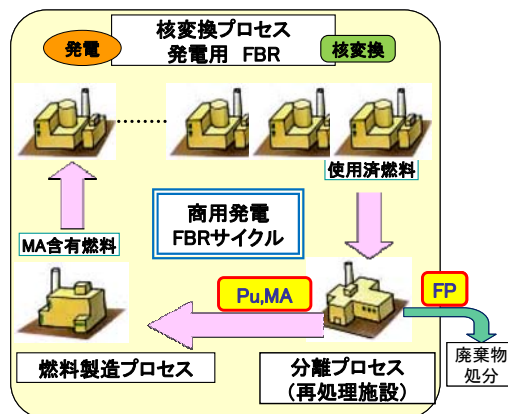 核変換プロセス
発電用 FBR
発電
核変換
使用済燃料
商用発電
FBRサイクル
MA含有燃料
Pu,MA
FP
燃料製造プロセス
分離プロセス
(再処理施設)
廃棄物
処分